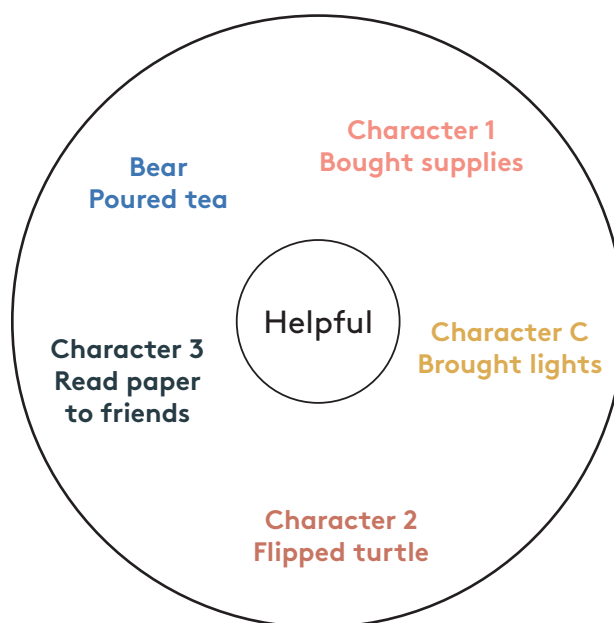 Character 1
Bought supplies
Bear
Poured tea
Helpful
Character C
Brought lights
Character 3
Read paper
to friends
Character 2
Flipped turtle